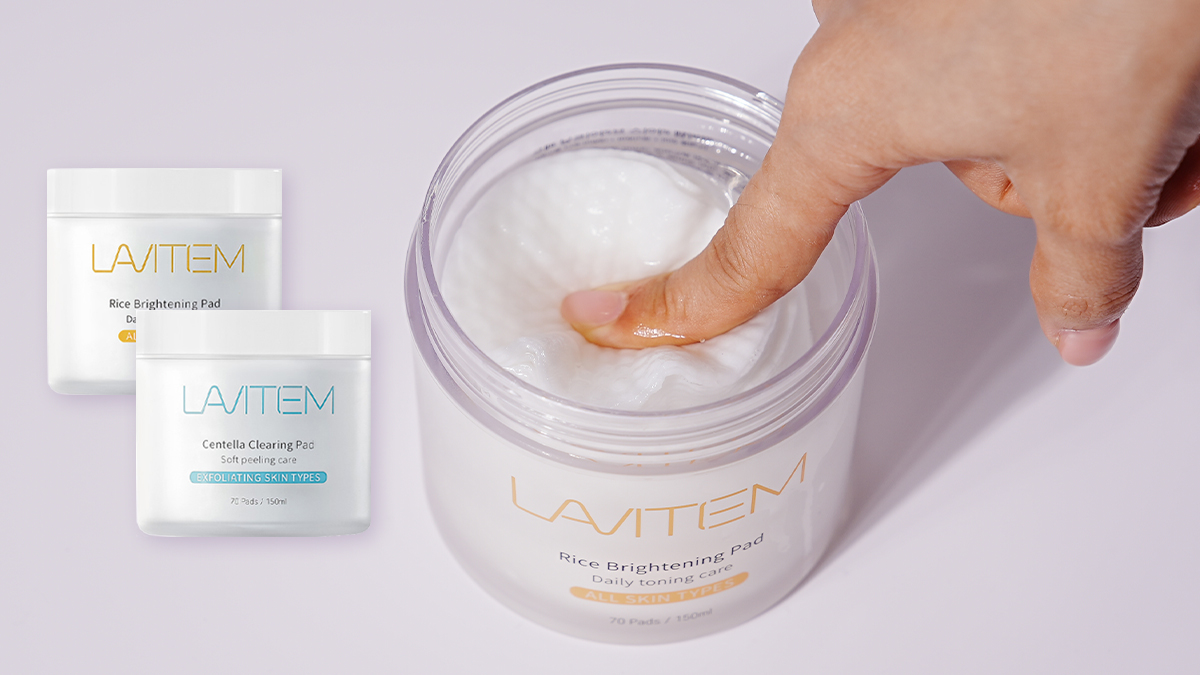 LAVITEM
Rice Brightening Pad
LAVITEM
Centella Clearing Pad
Soft peeling care
EXFOLIATING SKIN TYPES
70 Pads / 150ml
LAVITEM
Rice Brightening Pad
Daily toning care
ALL SKIN TYPES
70 Pads / 150ml